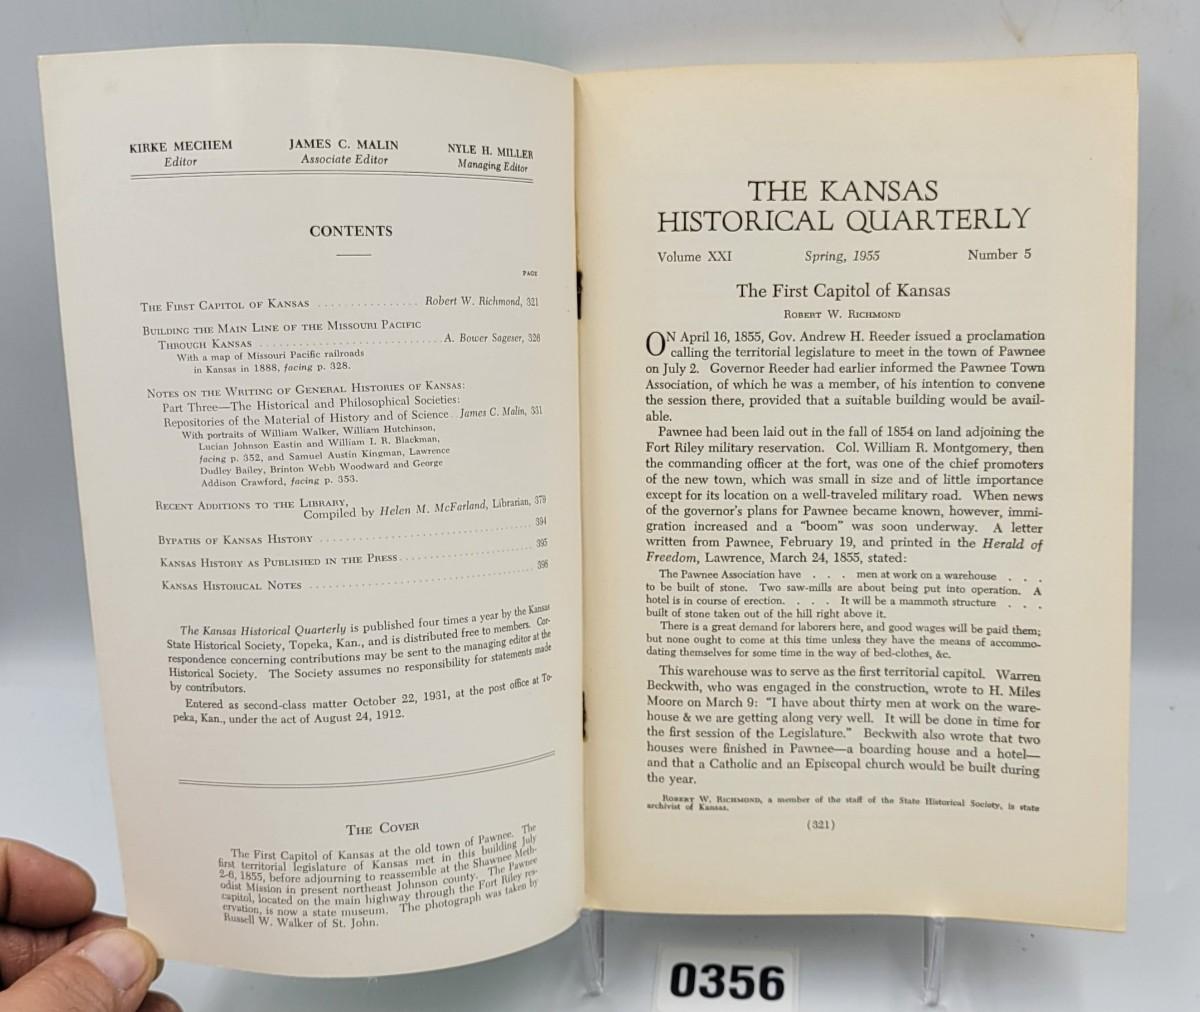 KIRKE MECHEM JAMES C. MALIN NYLE H. MILLER
Editor Associate Editor Managing Editor
CONTENTS
PAGE
THE FIRST CAPITOL OF KANSAS . . . . . . . . . . . . . . . Robert W. Richmond, 321
BUILDING THE MAIN LINE OF THE MISSOURI PACIFIC
THROUGH KANSAS . . . . . . . . . . . . . . . . . . . . . . . . . A. Bower Sageser, 326
With a map of Missouri Pacific railroads
in Kansas in 1888, facing p. 328.
NOTES ON THE WRITING OF GENERAL HISTORIES OF KANSAS:
Part Three—The Historical and Philosophical Societies:
Repositories of the Material of History and of Science . . James C. Malin, 331
With portraits of William Walker, William Hutchinson,
Lucian Johnson Eastin and William I. R. Blackman,
facing p. 352, and Samuel Austin Kingman, Lawrence
Dudley Bailey, Brinton Webb Woodward and George
Addison Crawford, facing p. 353.
RECENT ADDITIONS TO THE LIBRARY,
Compiled by Helen M. McFarland, Librarian, 379
BYPATHS OF KANSAS HISTORY . . . . . . . . . . . . . . . . . . . . . . . . . . . . 394
KANSAS HISTORY AS PUBLISHED IN THE PRESS . . . . . . . . . . . . . . . . . . 395
KANSAS HISTORICAL NOTES . . . . . . . . . . . . . . . . . . . . . . . . . . . . . . 396
The Kansas Historical Quarterly is published four times a year by the Kansas
State Historical Society, Topeka, Kan., and is distributed free to members. Cor-
respondence concerning contributions may be sent to the managing editor at the
Historical Society. The Society assumes no responsibility for statements made
by contributors.
Entered as second-class matter October 22, 1931, at the post office at To-
peka, Kan., under the act of August 24, 1912.
THE COVER
The First Capitol of Kansas at the old town of Pawnee. The
first territorial legislature of Kansas met in this building July
2-6, 1855, before adjourning to reassemble at the Shawnee Meth-
odist Mission in present northeast Johnson county. The Pawnee
capitol, located on the main highway through the Fort Riley res-
ervation, is now a state museum. The photograph was taken by
Russell W. Walker of St. John.
THE KANSAS
HISTORICAL QUARTERLY
Volume XXI Spring, 1955 Number 5
The First Capitol of Kansas
ROBERT W. RICHMOND
ON April 16, 1855, Gov. Andrew H. Reeder issued a proclamation
calling the territorial legislature to meet in the town of Pawnee
on July 2. Governor Reeder had earlier informed the Pawnee Town
Association, of which he was a member, of his intention to convene
the session there, provided that a suitable building would be avail-
able.
Pawnee had been laid out in the fall of 1854 on land adjoining the
Fort Riley military reservation. Col. William R. Montgomery, then
the commanding officer at the fort, was one of the chief promoters
of the new town, which was small in size and of little importance
except for its location on a well-traveled military road. When news
of the governor's plans for Pawnee became known, however, immi-
gration increased and a "boom" was soon underway. A letter
written from Pawnee, February 19, and printed in the Herald of
Freedom, Lawrence, March 24, 1855, stated:
The Pawnee Association have . . . men at work on a warehouse . . .
to be built of stone. Two saw-mills are about being put into operation. A
hotel is in course of erection. . . . It will be a mammoth structure . . .
built of stone taken out of the hill right above it.
There is a great demand for laborers here, and good wages will be paid them;
but none ought to come at this time unless they have the means of accommo-
dating themselves for some time in the way of bed-clothes, &c.
This warehouse was to serve as the first territorial capitol. Warren
Beckwith, who was engaged in the construction, wrote to H. Miles
Moore on March 9: "I have about thirty men at work on the ware-
house & we are getting along very well. It will be done in time for
the first session of the Legislature." Beckwith also wrote that two
houses were finished in Pawnee—a boarding house and a hotel—
and that a Catholic and an Episcopal church would be built during
the year.
ROBERT W. RICHMOND, a member of the staff of the State Historical Society, is state
archivist of Kansas.
(321)
0356